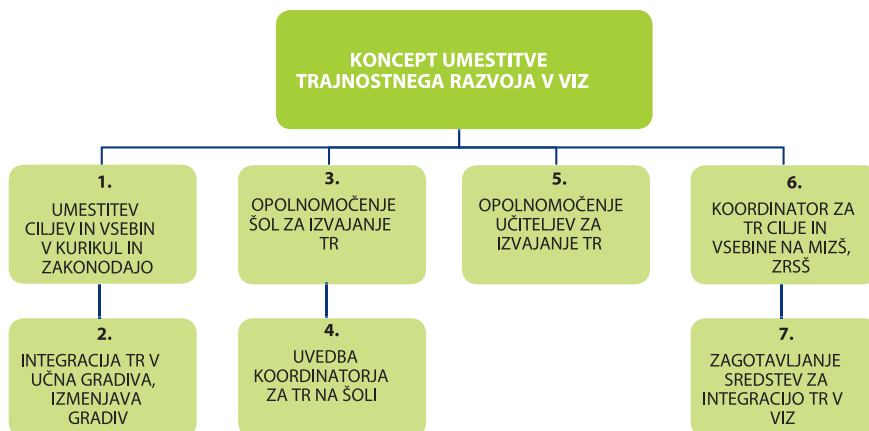 KONCEPT UMESTITVE
TRAJNOSTNEGA RAZVOJA V VIZ
1.
UMESTITEV
CILJEV IN VSEBIN
V KURIKUL IN
ZAKONODAJO
2.
INTEGRACIJA TR V
UČNA GRADIVA,
IZMENJAVA
GRADIV
3.
OPOLNOMOČENJE
ŠOL ZA IZVAJANJE
TR
4.
UVEDBA
KOORDINATORJA
ZA TR NA ŠOLI
5.
OPOLNOMOČENJE
UČITELJEV ZA
IZVAJANJE TR
6.
KOORDINATOR ZA
TR CILJE IN
VSEBINE NA MIZŠ,
ZRSŠ
7.
ZAGOTAVLJANJE
SREDSTEV ZA
INTEGRACIJO TR V
VIZ